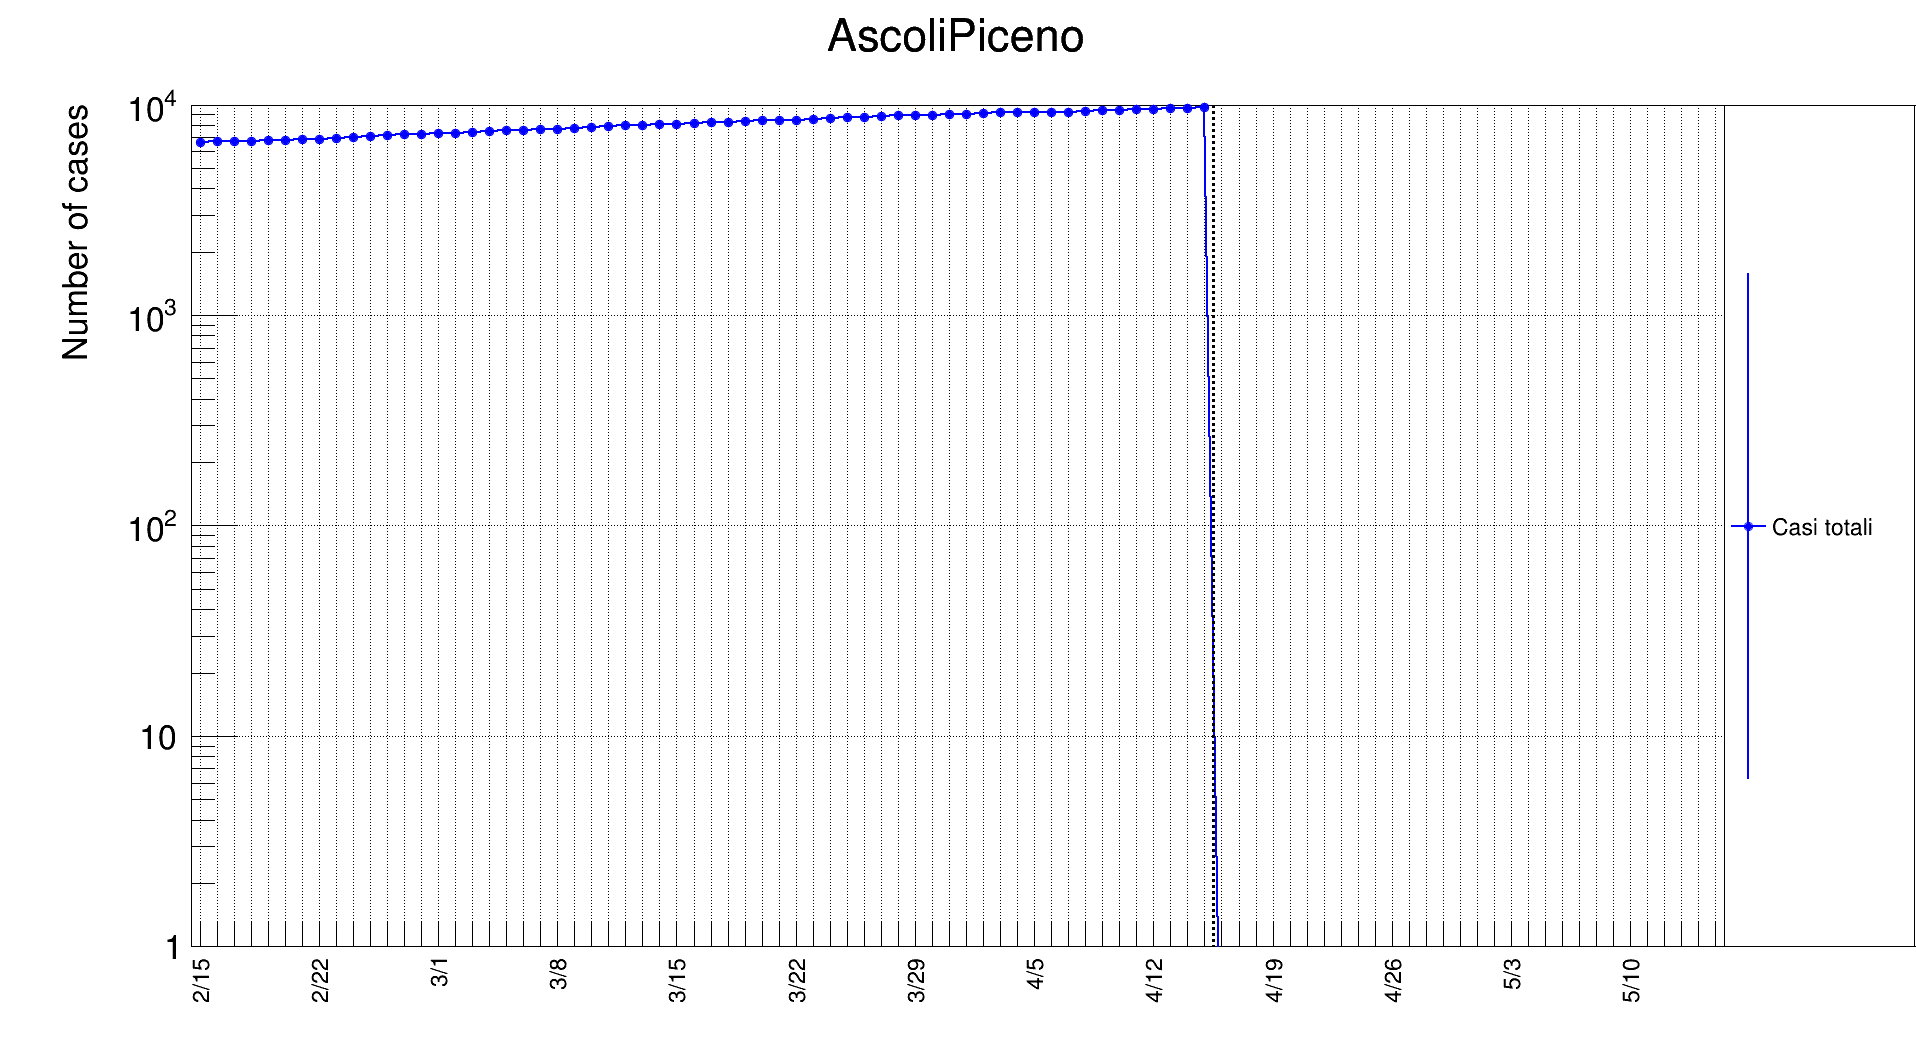 AscoliPiceno
Number of cases
10⁴
10³
10²
10
1
2/15 2/22 3/1 3/8 3/15 3/22 3/29 4/5 4/12 4/19 4/26 5/3 5/10
Casi totali